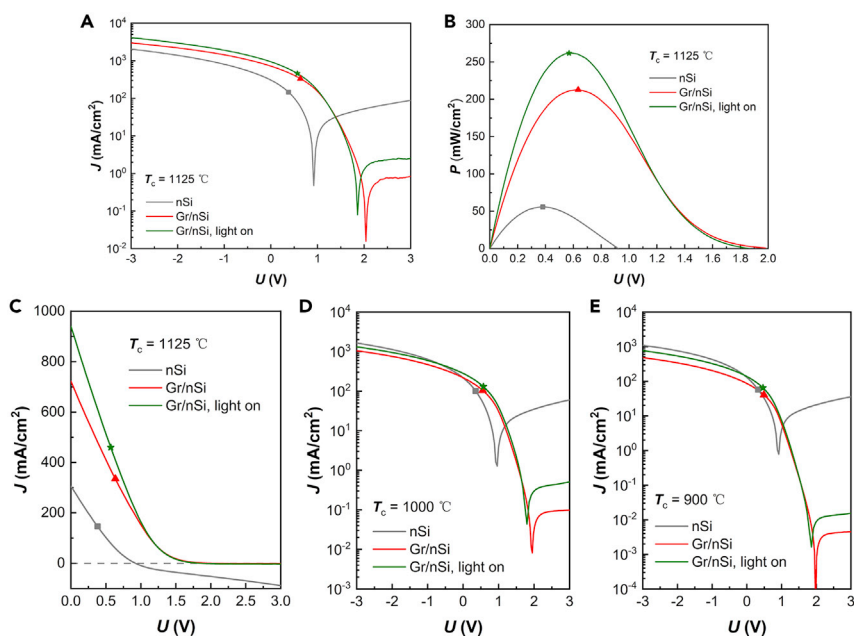 A
10⁴
10³
10²
10¹
10⁰
10⁻¹
10⁻²
J (mA/cm²)
Tc = 1125 ℃
nSi
Gr/nSi
Gr/nSi, light on
-3 -2 -1 0 1 2 3
U (V)
B
300
250
200
150
100
50
0
P (mW/cm²)
Tc = 1125 ℃
nSi
Gr/nSi
Gr/nSi, light on
0.0 0.2 0.4 0.6 0.8 1.0 1.2 1.4 1.6 1.8 2.0
U (V)
C
1000
800
600
400
200
0
J (mA/cm²)
Tc = 1125 ℃
nSi
Gr/nSi
Gr/nSi, light on
0.0 0.5 1.0 1.5 2.0 2.5 3.0
U (V)
D
10⁴
10³
10²
10¹
10⁰
10⁻¹
10⁻²
10⁻³
J (mA/cm²)
Tc = 1000 ℃
nSi
Gr/nSi
Gr/nSi, light on
-3 -2 -1 0 1 2 3
U (V)
E
10⁴
10³
10²
10¹
10⁰
10⁻¹
10⁻²
10⁻³
10⁻⁴
J (mA/cm²)
Tc = 900 ℃
nSi
Gr/nSi
Gr/nSi, light on
-3 -2 -1 0 1 2 3
U (V)